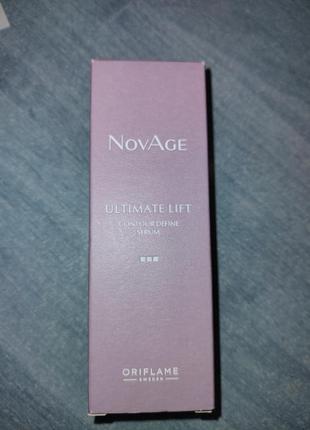 NOVAGE
ULTIMATE LIFT
CONTOUR DEFINE
SERUM
ORIFLAME
SWEDEN